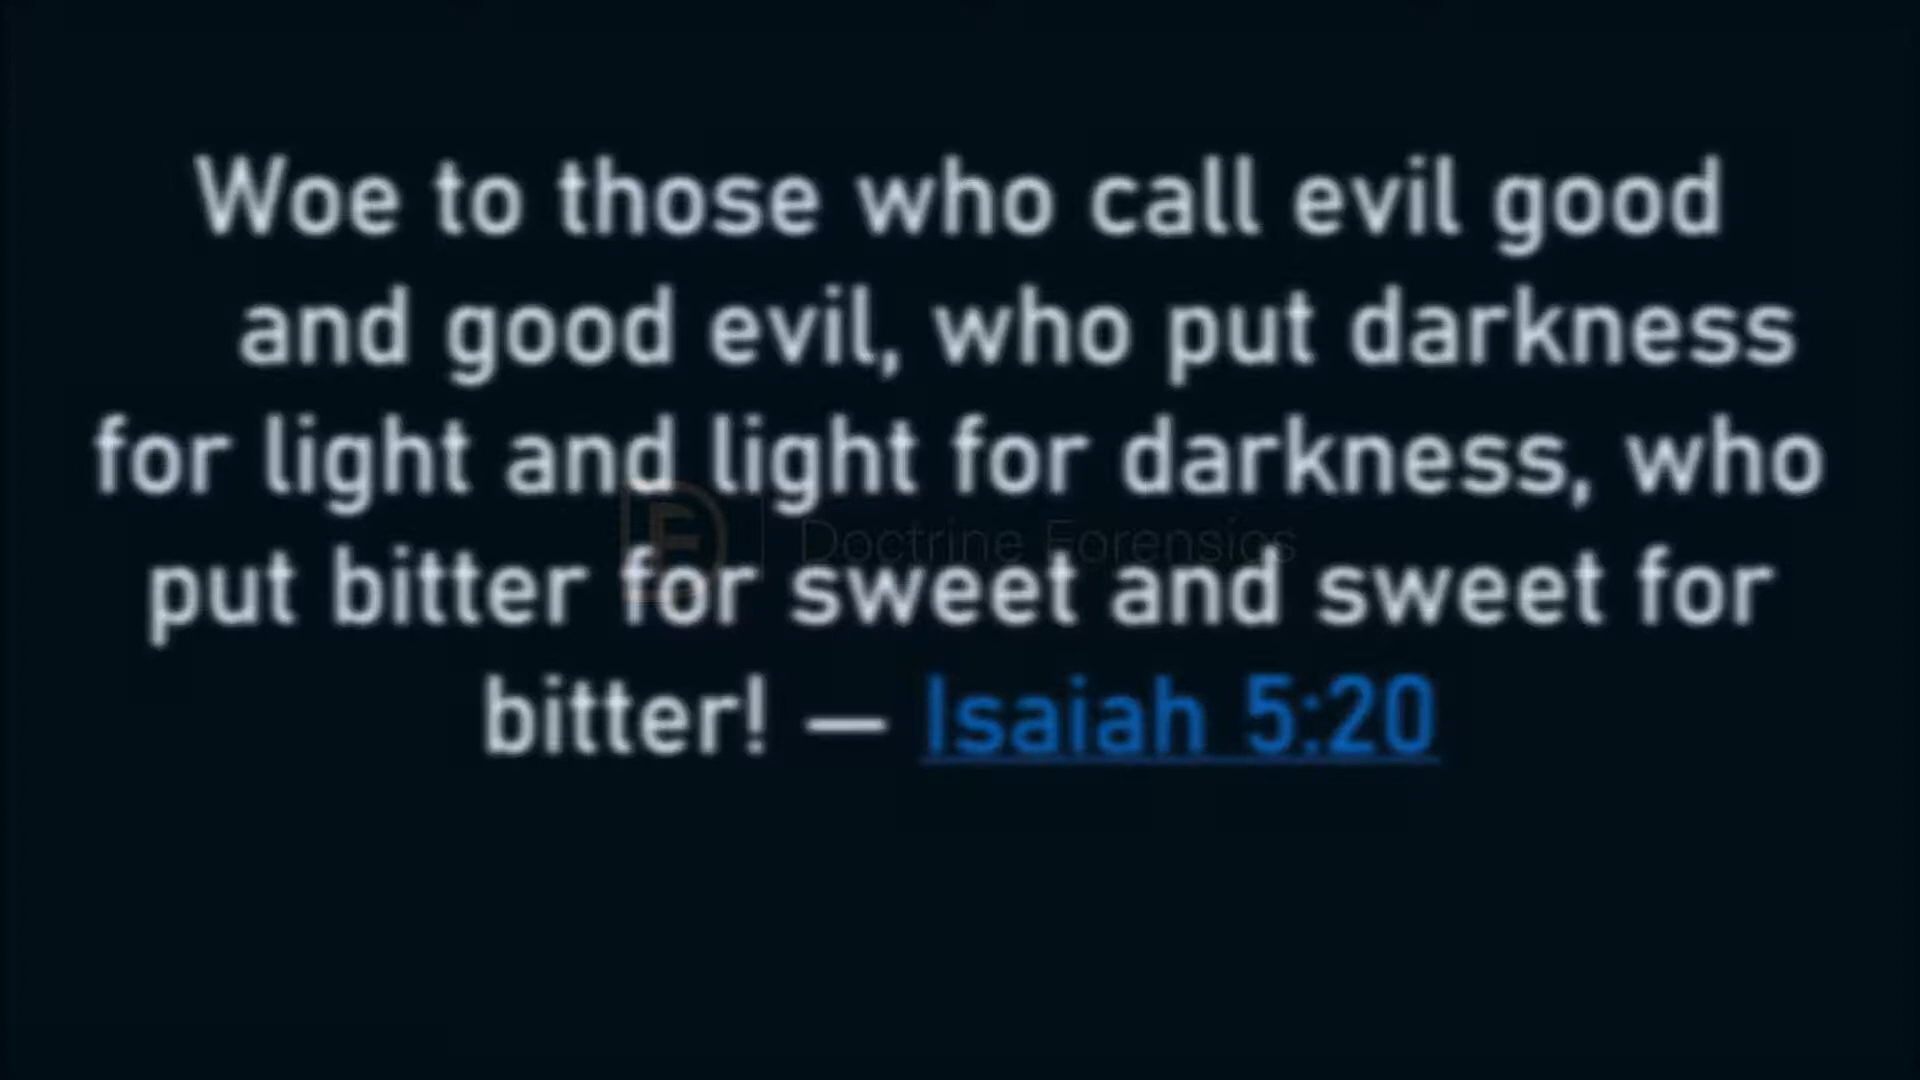 Woe to those who call evil good
and good evil, who put darkness
for light and light for darkness, who
Doctrine Forensics
put bitter for sweet and sweet for
bitter! — Isaiah 5:20